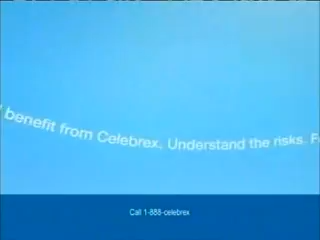 benefit from Celebrex, Understand the risks.
Call 1-888-celebrex